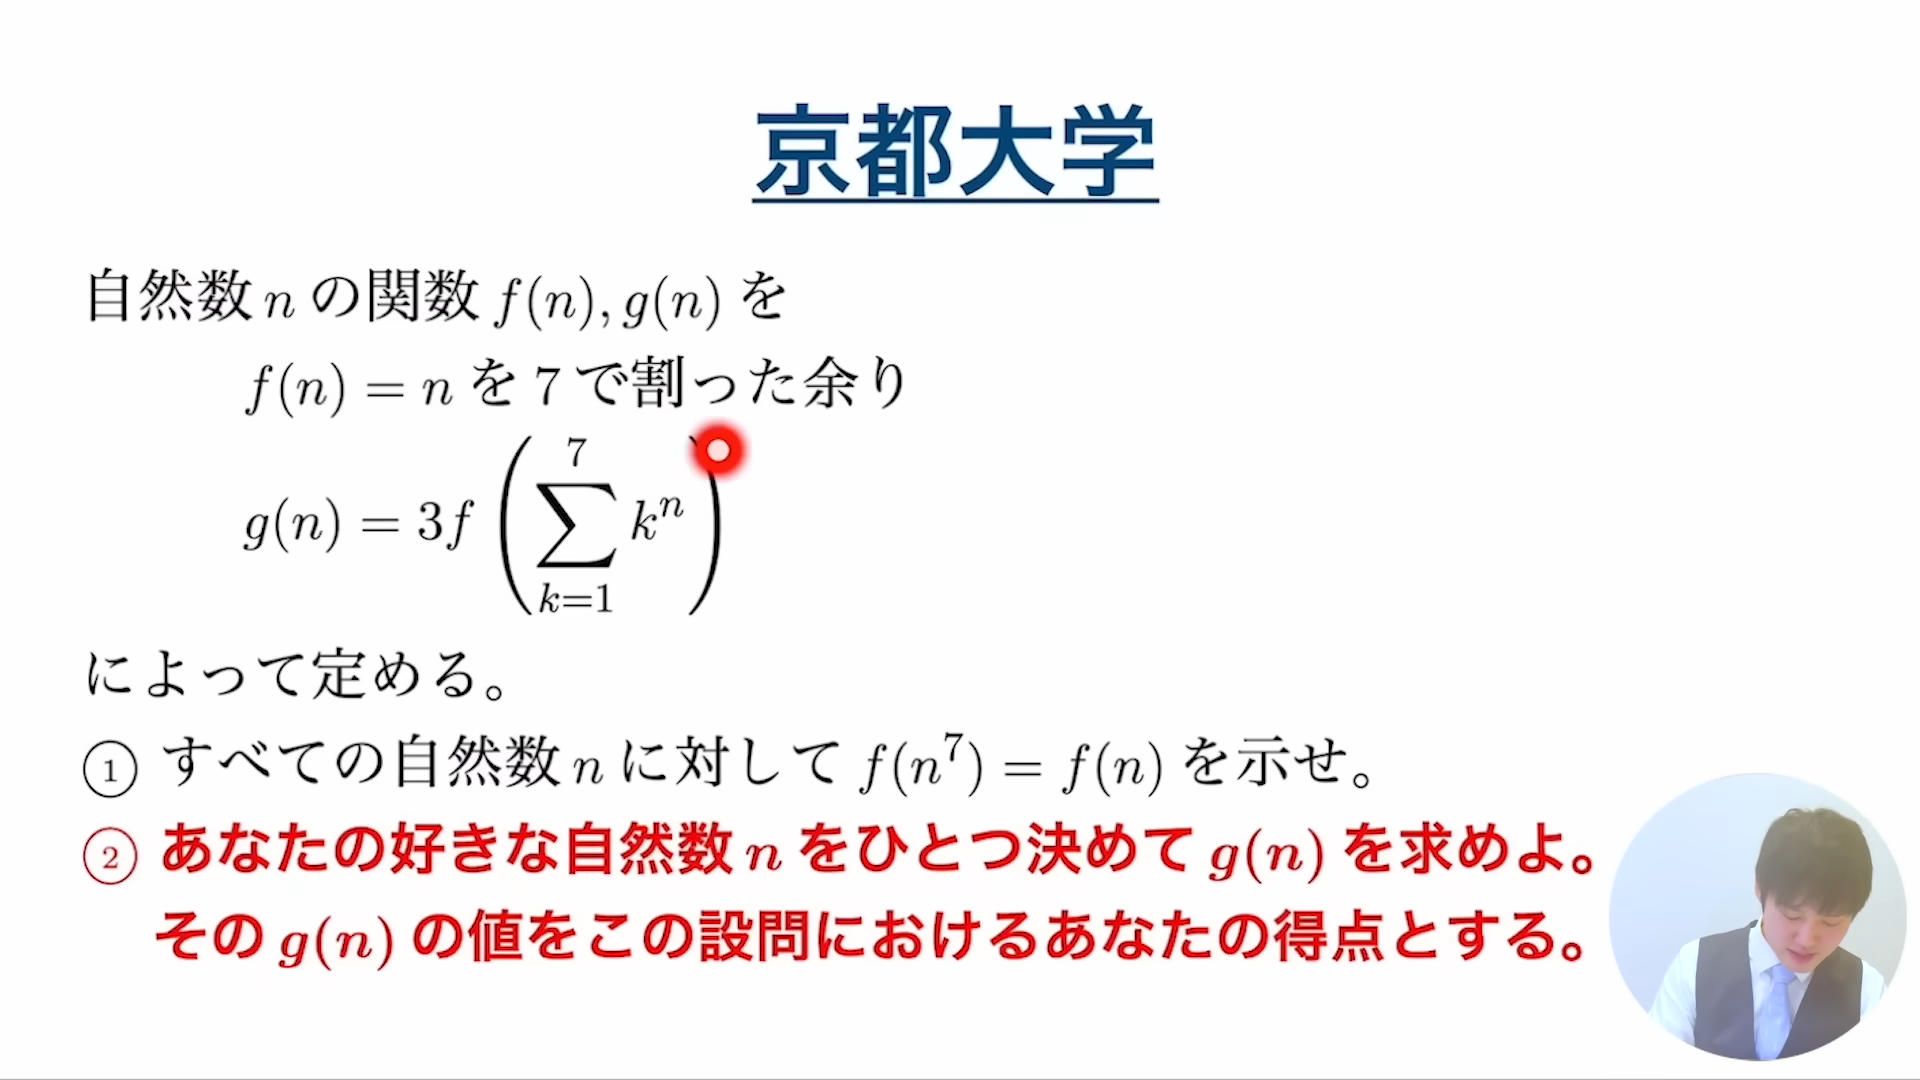 京都大学
自然数 n の関数 f(n), g(n) を
f(n) = n を 7 で割った余り
g(n) = 3f ( ∑_{k=1}^{7} k^n )
によって定める。
① すべての自然数 n に対して f(n^7) = f(n) を示せ。
② あなたの好きな自然数 n をひとつ決めて g(n) を求めよ。
その g(n) の値をこの設問におけるあなたの得点とする。